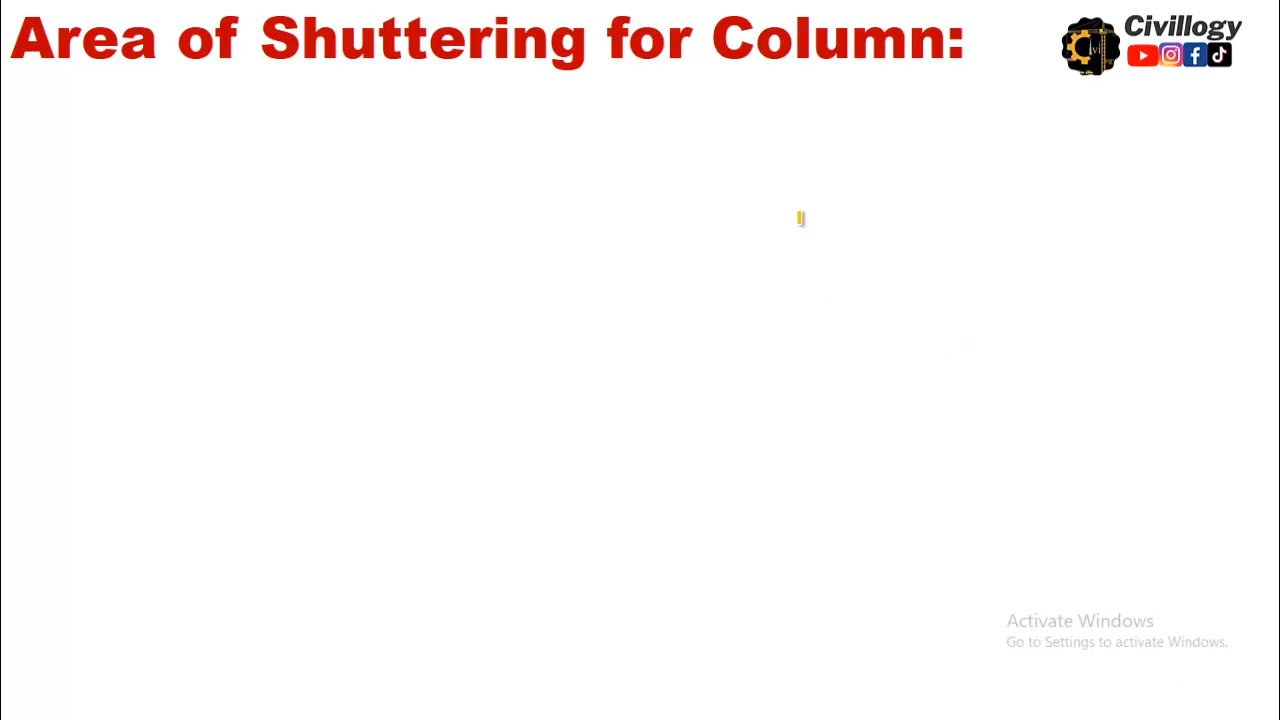 Area of Shuttering for Column:
Civillogy
Activate Windows
Go to Settings to activate Windows.